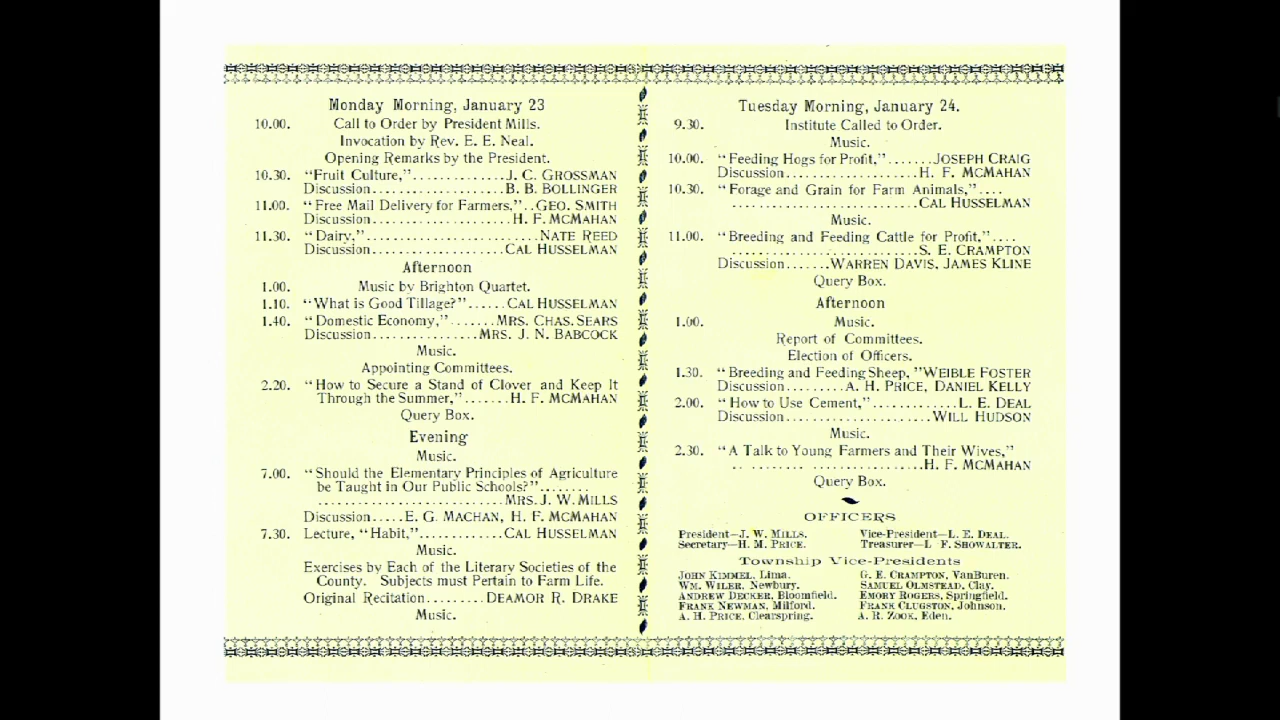 Monday Morning, January 23
10.00. Call to Order by President Mills.
Invocation by Rev. E. E. Neal.
Opening Remarks by the President.
10.30. “Fruit Culture,”............. J. C. GROSSMAN
Discussion................... B. B. BOLLINGER
11.00. “Free Mail Delivery for Farmers,”.. GEO. SMITH
Discussion.................... H. F. MCMAHAN
11.30. “Dairy,”......................... NATE REED
Discussion................... CAL HUSSELMAN
Afternoon
1.00. Music by Brighton Quartet.
1.10. “What is Good Tillage?”...... CAL HUSSELMAN
1.40. “Domestic Economy,”....... MRS. CHAS. SEARS
Discussion............... MRS. J. N. BABCOCK
Music.
Appointing Committees.
2.20. “How to Secure a Stand of Clover and Keep It
Through the Summer,”....... H. F. MCMAHAN
Query Box.
Evening
Music.
7.00. “Should the Elementary Principles of Agriculture
be Taught in Our Public Schools?”........
........................... MRS. J. W. MILLS
Discussion..... E. G. MACHAN, H. F. MCMAHAN
7.30. Lecture, “Habit,”............ CAL HUSSELMAN
Music.
Exercises by Each of the Literary Societies of the
County. Subjects must Pertain to Farm Life.
Original Recitation......... DEAMOR R. DRAKE
Music.
Tuesday Morning, January 24.
9.30. Institute Called to Order.
Music.
10.00. “Feeding Hogs for Profit,”....... JOSEPH CRAIG
Discussion..................... H. F. MCMAHAN
10.30. “Forage and Grain for Farm Animals,”....
........................... CAL HUSSELMAN
Music.
11.00. “Breeding and Feeding Cattle for Profit,”....
........................... S. E. CRAMPTON
Discussion...... WARREN DAVIS, JAMES KLINE
Query Box.
Afternoon
1.00. Music.
Report of Committees.
Election of Officers.
1.30. “Breeding and Feeding Sheep, ”WEIBLE FOSTER
Discussion......... A. H. PRICE, DANIEL KELLY
2.00. “How to Use Cement,”............ L. E. DEAL
Discussion...................... WILL HUDSON
Music.
2.30. “A Talk to Young Farmers and Their Wives,”
.. ....... ................ H. F. MCMAHAN
Query Box.
OFFICERS
President—J. W. MILLS. Vice-President—L. E. DEAL.
Secretary—H. M. PRICE. Treasurer—L F. SHOWALTER.
Township Vice-Presidents
JOHN KIMMEL, Lima. G. E. CRAMPTON, VanBuren.
WM. WILER, Newbury. SAMUEL OLMSTEAD, Clay.
ANDREW DECKER, Bloomfield. EMORY ROGERS, Springfield.
FRANK NEWMAN, Milford. FRANK CLUGSTON, Johnson.
A. H. PRICE, Clearspring. A. R. ZOOK, Eden.